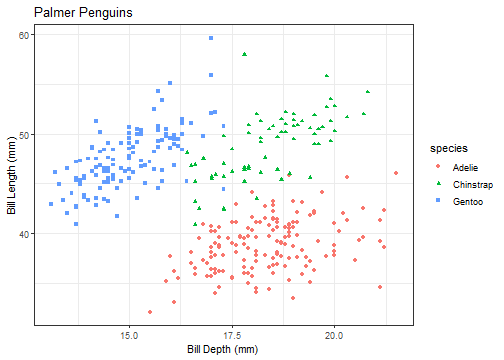 Palmer Penguins
60
50
40
Bill Length (mm)
15.0
17.5
20.0
Bill Depth (mm)
species
Adelie
Chinstrap
Gentoo